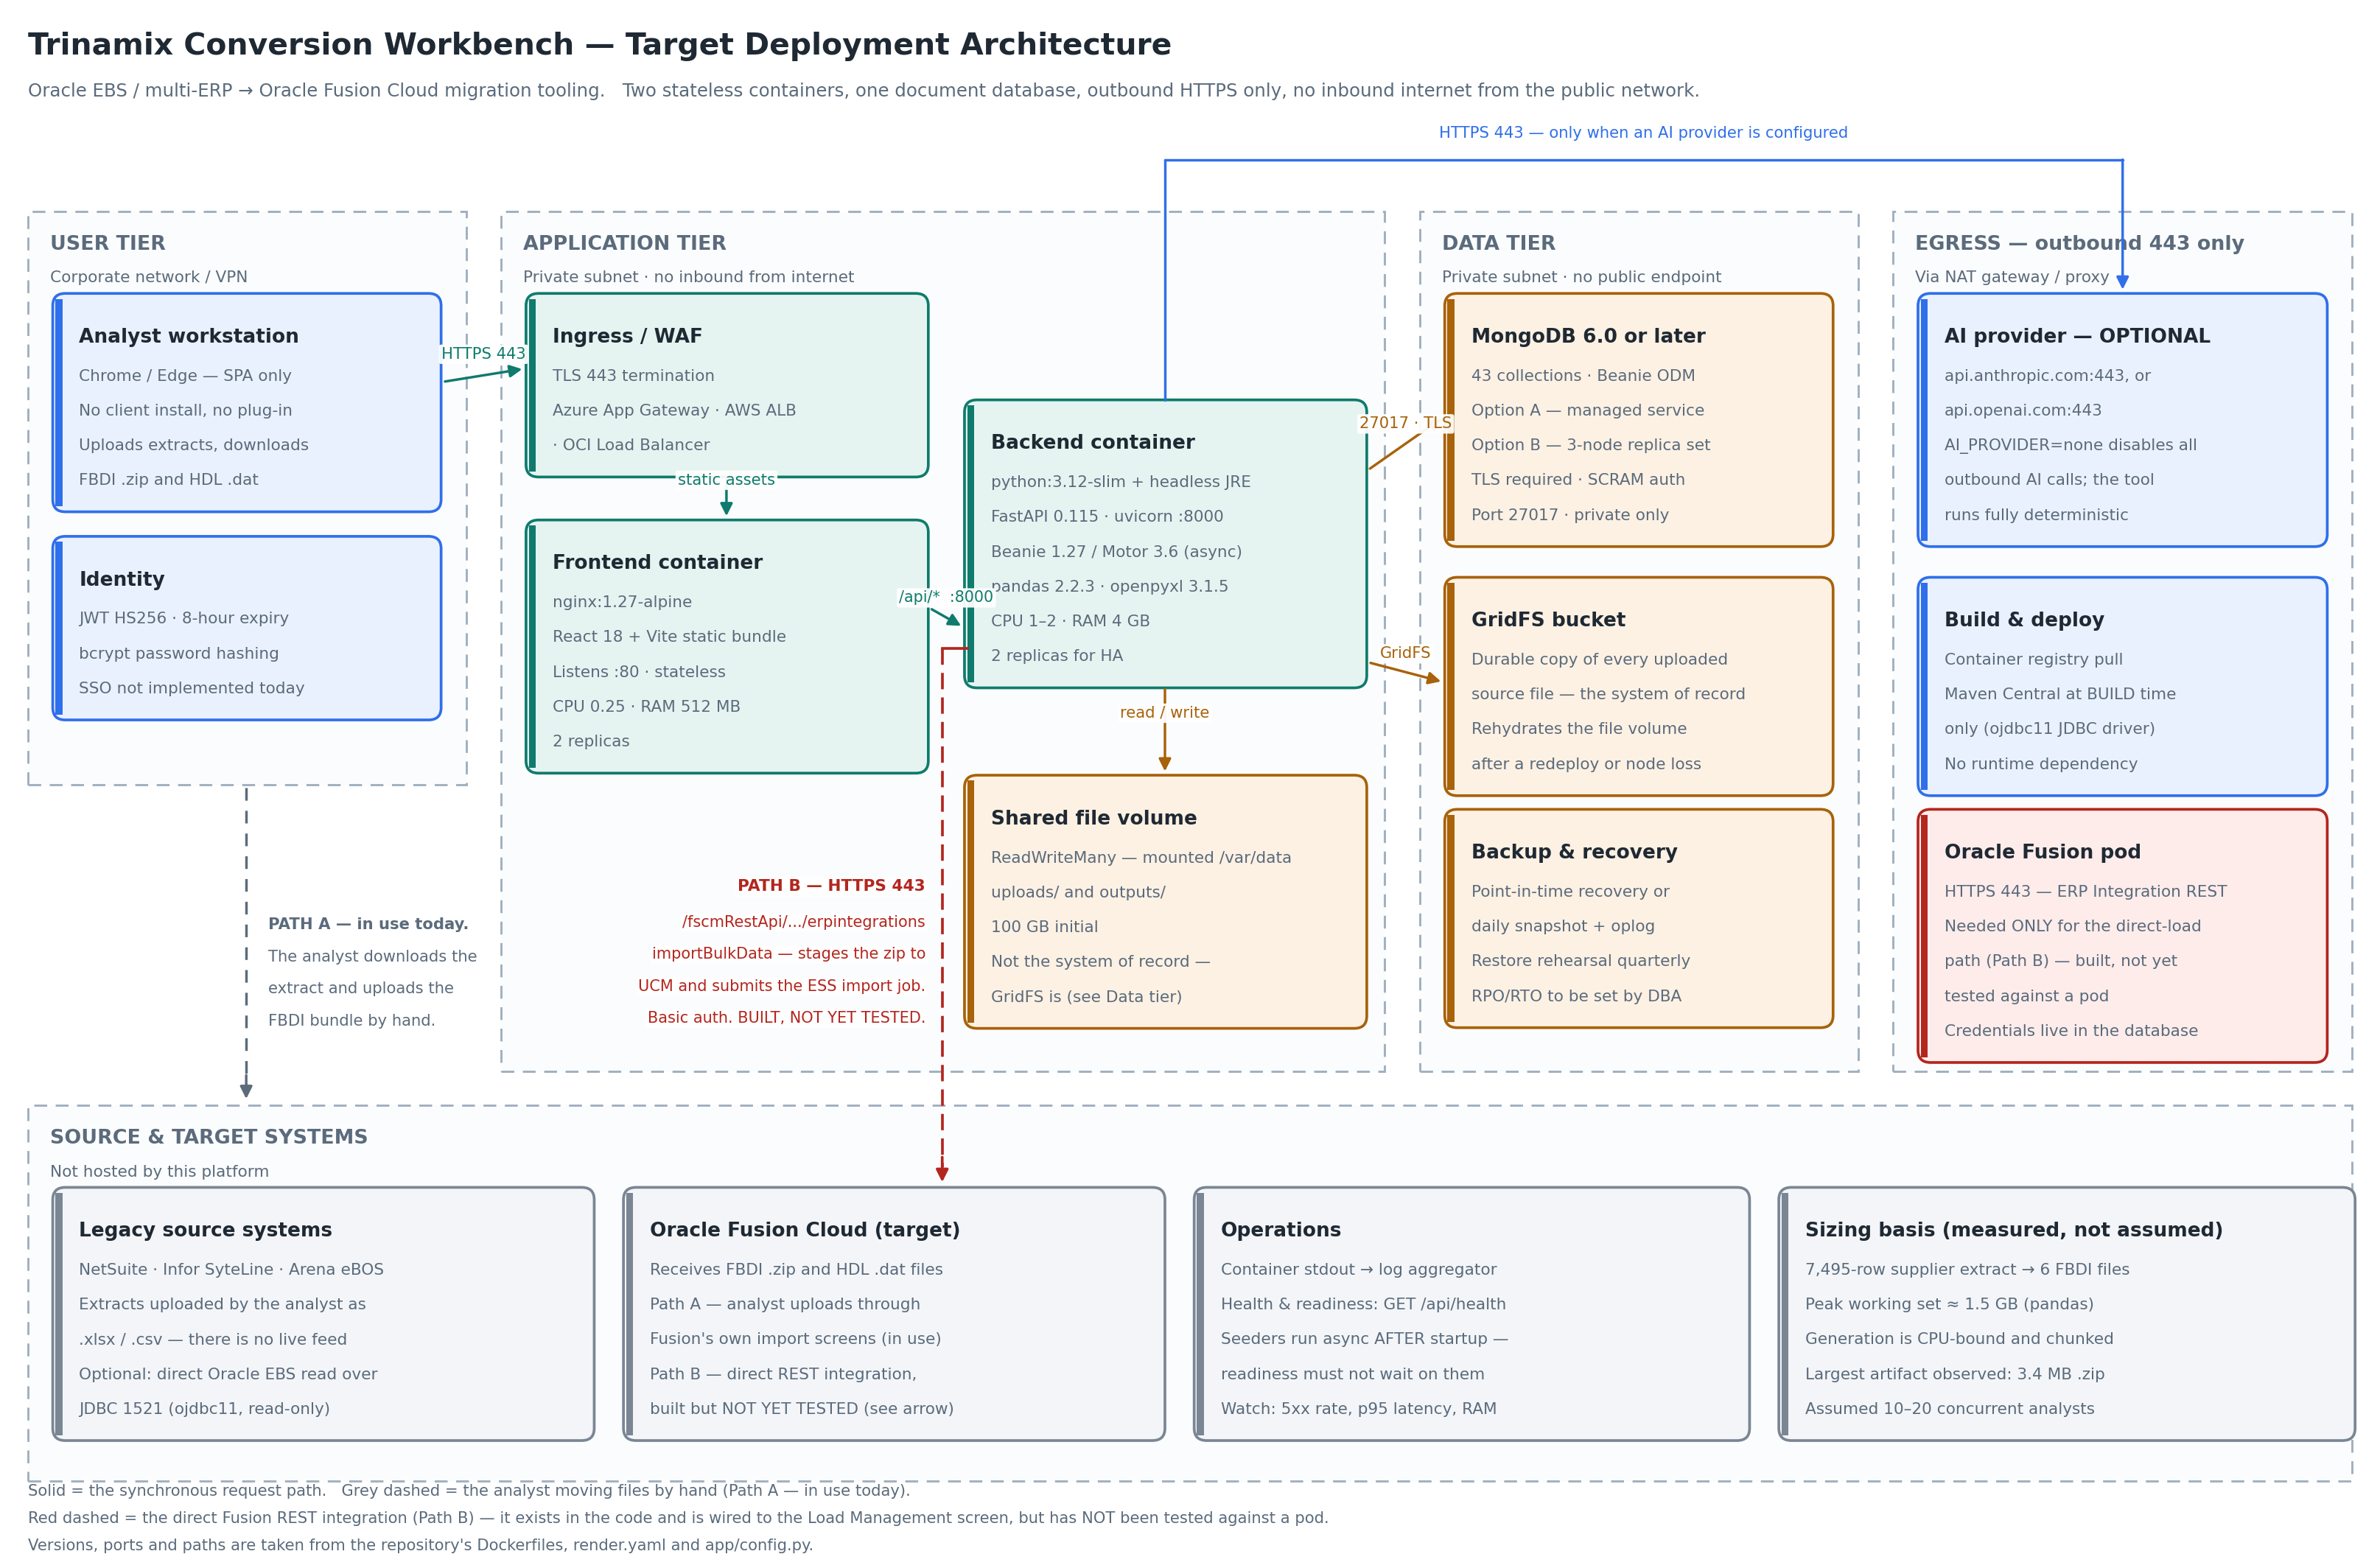 Trinamix Conversion Workbench — Target Deployment Architecture
Oracle EBS / multi-ERP → Oracle Fusion Cloud migration tooling.   Two stateless containers, one document database, outbound HTTPS only, no inbound internet from the public network.
HTTPS 443 — only when an AI provider is configured
USER TIER
Corporate network / VPN
Analyst workstation
Chrome / Edge — SPA only
No client install, no plug-in
Uploads extracts, downloads
FBDI .zip and HDL .dat
Identity
JWT HS256 · 8-hour expiry
bcrypt password hashing
SSO not implemented today
HTTPS 443
APPLICATION TIER
Private subnet · no inbound from internet
Ingress / WAF
TLS 443 termination
Azure App Gateway · AWS ALB
· OCI Load Balancer
static assets
Frontend container
nginx:1.27-alpine
React 18 + Vite static bundle
Listens :80 · stateless
CPU 0.25 · RAM 512 MB
2 replicas
/api/*  :8000
Backend container
python:3.12-slim + headless JRE
FastAPI 0.115 · uvicorn :8000
Beanie 1.27 / Motor 3.6 (async)
pandas 2.2.3 · openpyxl 3.1.5
CPU 1–2 · RAM 4 GB
2 replicas for HA
read / write
Shared file volume
ReadWriteMany — mounted /var/data
uploads/ and outputs/
100 GB initial
Not the system of record —
GridFS is (see Data tier)
27017 · TLS
GridFS
DATA TIER
Private subnet · no public endpoint
MongoDB 6.0 or later
43 collections · Beanie ODM
Option A — managed service
Option B — 3-node replica set
TLS required · SCRAM auth
Port 27017 · private only
GridFS bucket
Durable copy of every uploaded
source file — the system of record
Rehydrates the file volume
after a redeploy or node loss
Backup & recovery
Point-in-time recovery or
daily snapshot + oplog
Restore rehearsal quarterly
RPO/RTO to be set by DBA
EGRESS — outbound 443 only
Via NAT gateway / proxy
AI provider — OPTIONAL
api.anthropic.com:443, or
api.openai.com:443
AI_PROVIDER=none disables all
outbound AI calls; the tool
runs fully deterministic
Build & deploy
Container registry pull
Maven Central at BUILD time
only (ojdbc11 JDBC driver)
No runtime dependency
Oracle Fusion pod
HTTPS 443 — ERP Integration REST
Needed ONLY for the direct-load
path (Path B) — built, not yet
tested against a pod
Credentials live in the database
PATH A — in use today.
The analyst downloads the
extract and uploads the
FBDI bundle by hand.
PATH B — HTTPS 443
/fscmRestApi/.../erpintegrations
importBulkData — stages the zip to
UCM and submits the ESS import job.
Basic auth. BUILT, NOT YET TESTED.
SOURCE & TARGET SYSTEMS
Not hosted by this platform
Legacy source systems
NetSuite · Infor SyteLine · Arena eBOS
Extracts uploaded by the analyst as
.xlsx / .csv — there is no live feed
Optional: direct Oracle EBS read over
JDBC 1521 (ojdbc11, read-only)
Oracle Fusion Cloud (target)
Receives FBDI .zip and HDL .dat files
Path A — analyst uploads through
Fusion's own import screens (in use)
Path B — direct REST integration,
built but NOT YET TESTED (see arrow)
Operations
Container stdout → log aggregator
Health & readiness: GET /api/health
Seeders run async AFTER startup —
readiness must not wait on them
Watch: 5xx rate, p95 latency, RAM
Sizing basis (measured, not assumed)
7,495-row supplier extract → 6 FBDI files
Peak working set ≈ 1.5 GB (pandas)
Generation is CPU-bound and chunked
Largest artifact observed: 3.4 MB .zip
Assumed 10–20 concurrent analysts
Solid = the synchronous request path.   Grey dashed = the analyst moving files by hand (Path A — in use today).
Red dashed = the direct Fusion REST integration (Path B) — it exists in the code and is wired to the Load Management screen, but has NOT been tested against a pod.
Versions, ports and paths are taken from the repository's Dockerfiles, render.yaml and app/config.py.